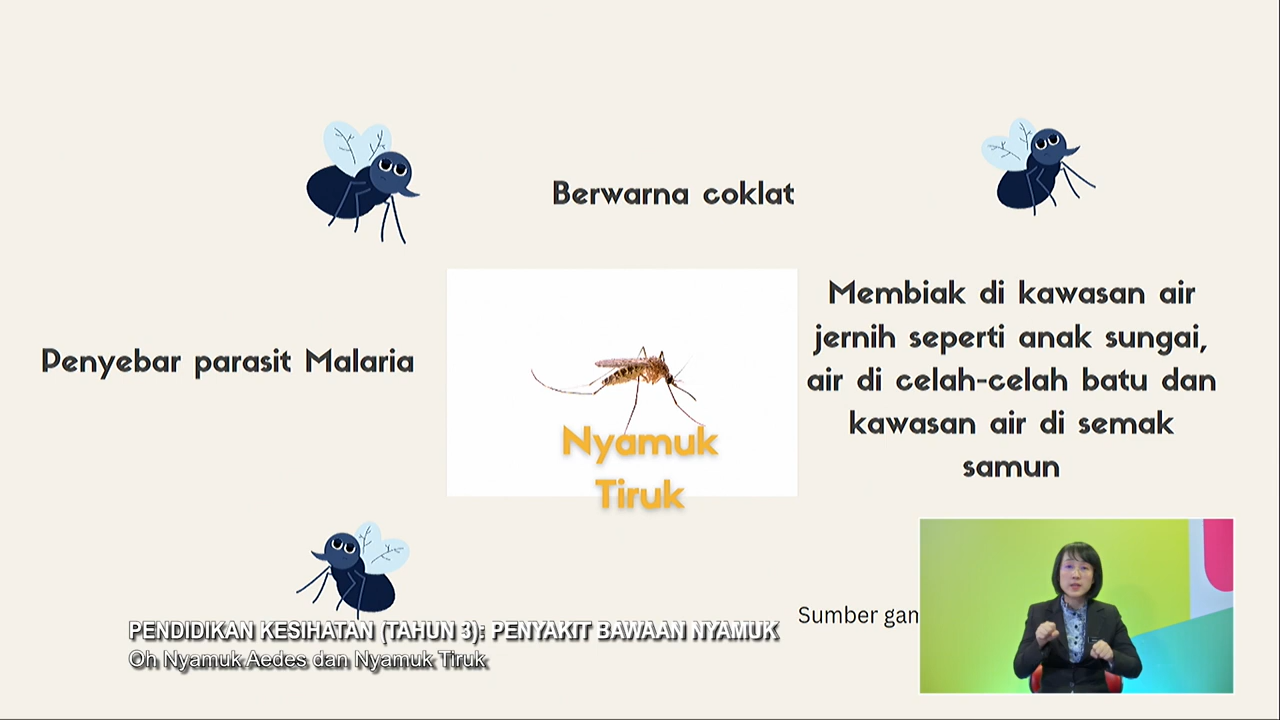 Berwarna coklat
Penyebar parasit Malaria
Membiak di kawasan air
jernih seperti anak sungai,
air di celah-celah batu dan
kawasan air di semak
samun
Nyamuk
Tiruk
Sumber gam
PENDIDIKAN KESIHATAN (TAHUN 3): PENYAKIT BAWAAN NYAMUK
Oh Nyamuk Aedes dan Nyamuk Tiruk